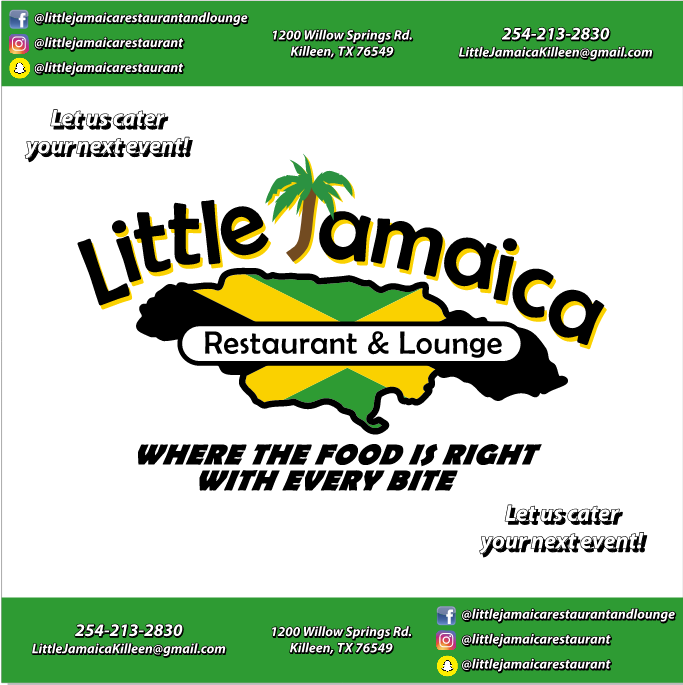 @littlejamaicarestaurantandlounge
@littlejamaicarestaurant
@littlejamaicarestaurant
1200 Willow Springs Rd.
Killeen, TX 76549
254-213-2830
LittleJamaicaKilleen@gmail.com
Let us cater
your next event!
Little Jamaica
Restaurant & Lounge
WHERE THE FOOD IS RIGHT
WITH EVERY BITE
Let us cater
your next event!
254-213-2830
LittleJamaicaKilleen@gmail.com
1200 Willow Springs Rd.
Killeen, TX 76549
@littlejamaicarestaurantandlounge
@littlejamaicarestaurant
@littlejamaicarestaurant